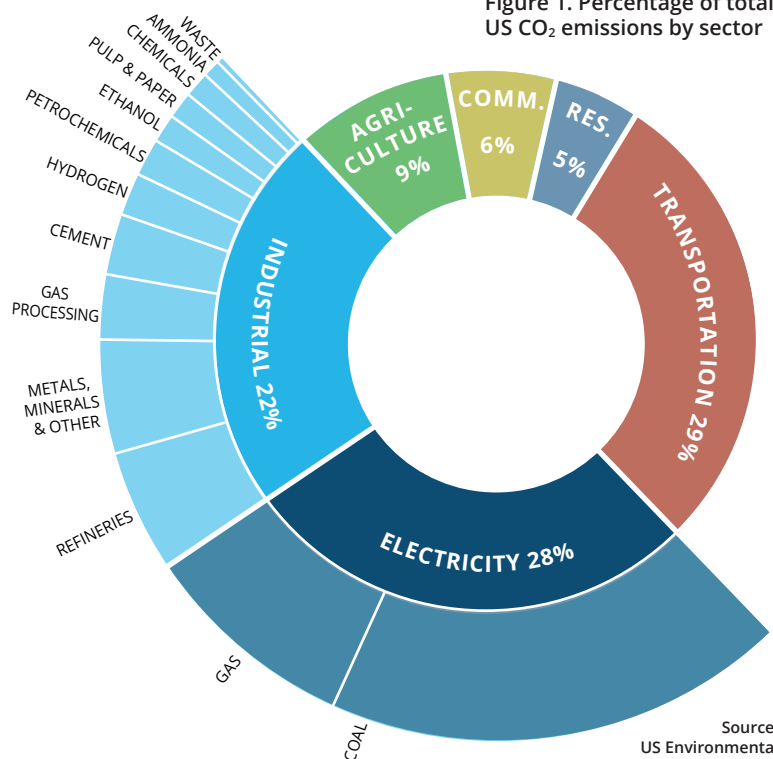 Figure 1. Percentage of total
US CO₂ emissions by sector
WASTE
AMMONIA
CHEMICALS
PULP & PAPER
ETHANOL
PETROCHEMICALS
HYDROGEN
CEMENT
GAS
PROCESSING
METALS,
MINERALS
& OTHER
REFINERIES
AGRI-
CULTURE
9%
COMM.
6%
RES.
5%
TRANSPORTATION 29%
INDUSTRIAL 22%
ELECTRICITY 28%
GAS
COAL
Source
US Environmenta